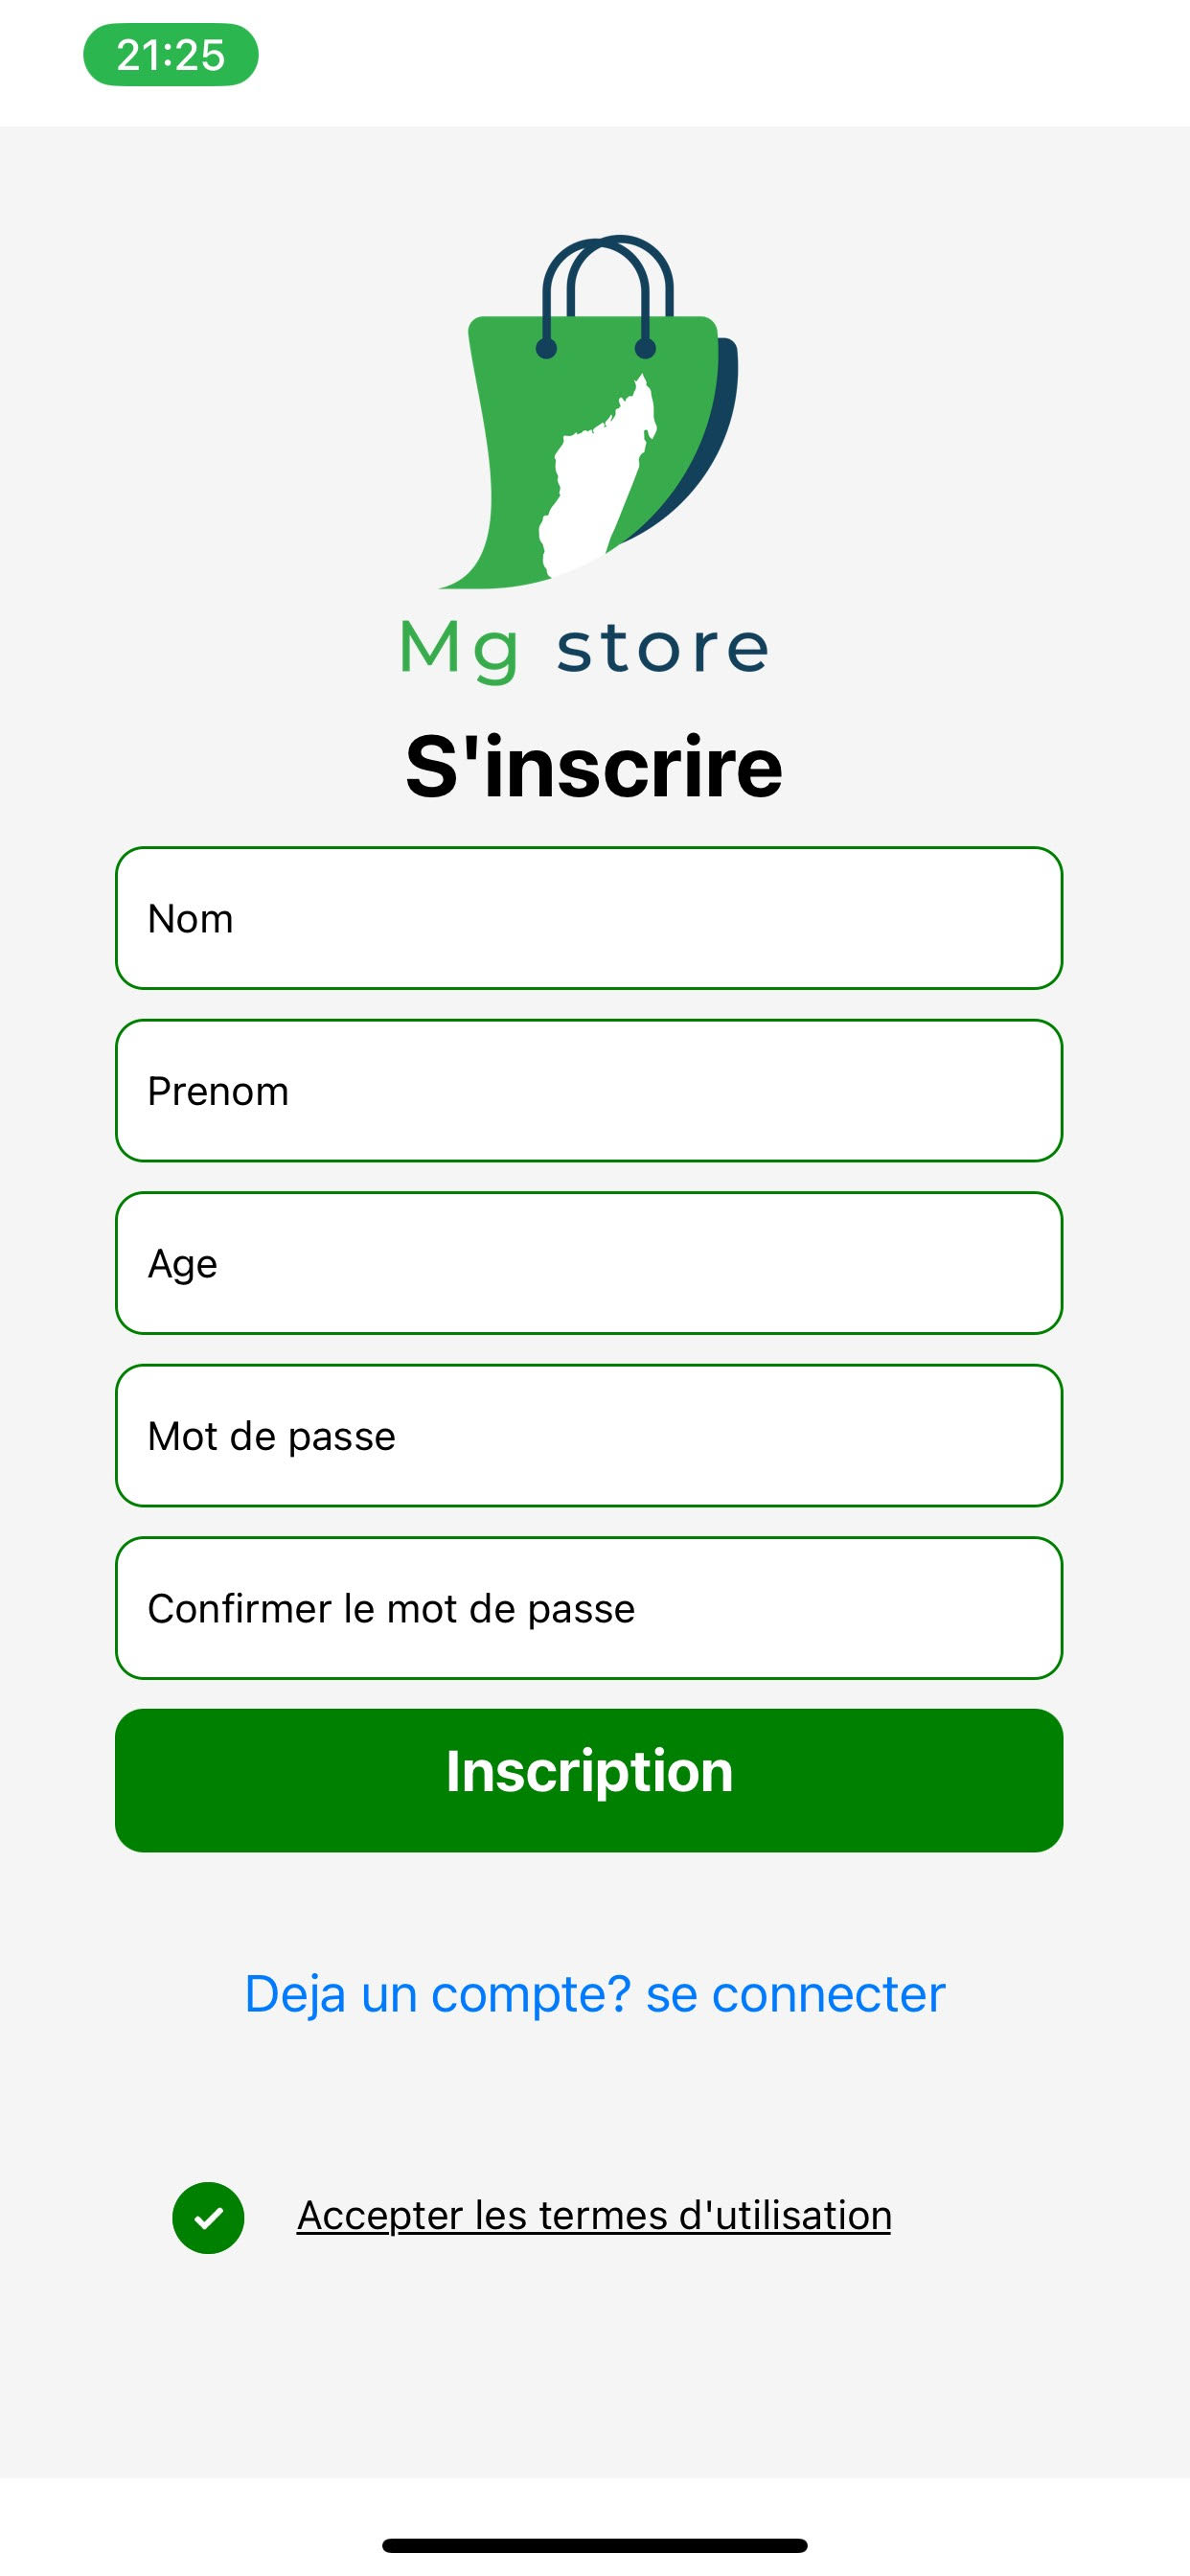 21:25
Mg store
S'inscrire
Nom
Prenom
Age
Mot de passe
Confirmer le mot de passe
Inscription
Deja un compte? se connecter
Accepter les termes d'utilisation